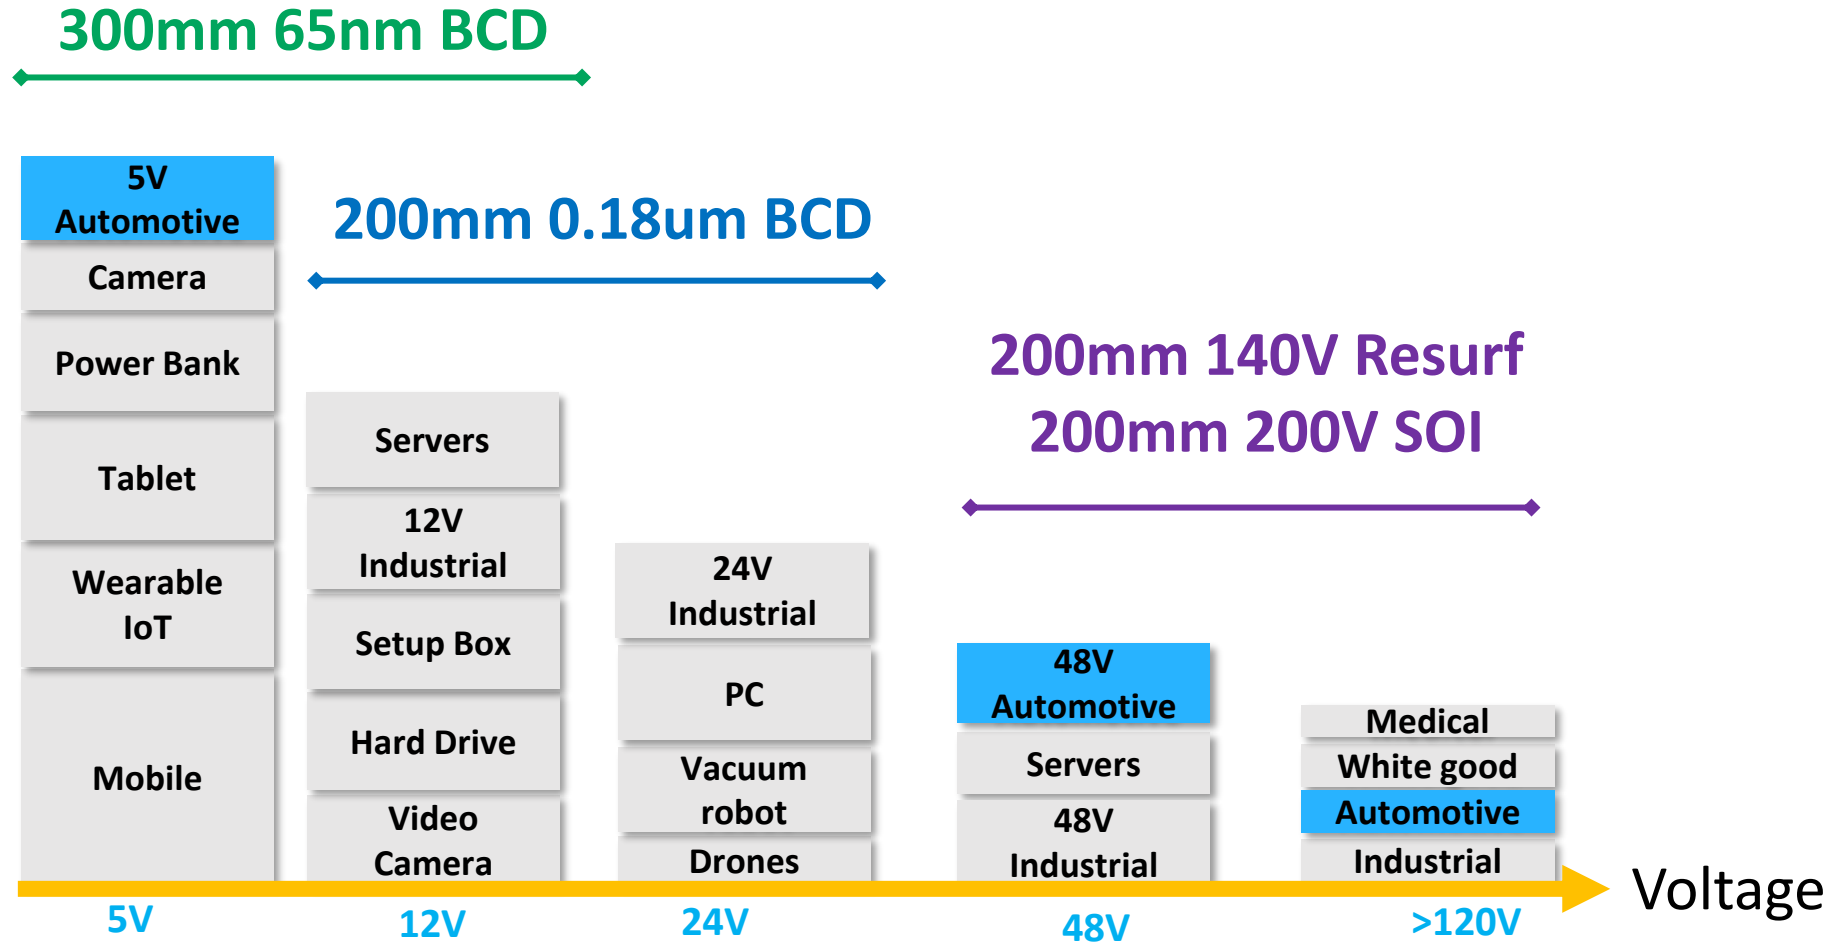 300mm 65nm BCD
5V
Automotive
Camera
Power Bank
Tablet
Wearable
IoT
Mobile
200mm 0.18um BCD
Servers
12V
Industrial
Setup Box
Hard Drive
Video
Camera
24V
Industrial
PC
Vacuum
robot
Drones
200mm 140V Resurf
200mm 200V SOI
48V
Automotive
Servers
48V
Industrial
Medical
White good
Automotive
Industrial
Voltage
5V
12V
24V
48V
>120V